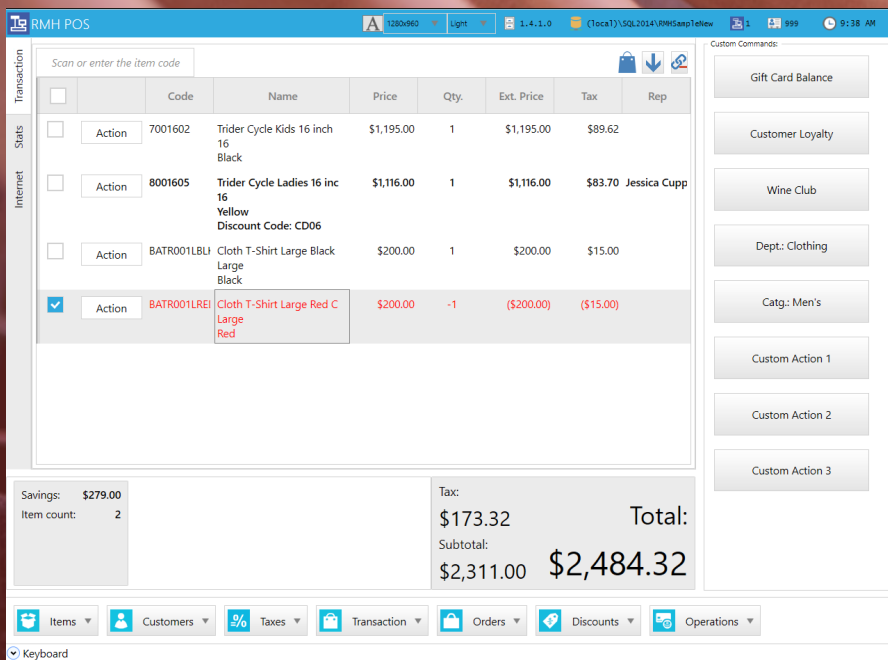 RMH POS
A
1280x960
Light
1.4.1.0
(local)\SQL2014\RMHSampleNew
1
999
9:38 AM
Transaction
Stats
Internet
Scan or enter the item code
Code Name Price Qty. Ext. Price Tax Rep
Action 7001602 Trider Cycle Kids 16 inch $1,195.00 1 $1,195.00 $89.62
16
Black
Action 8001605 Trider Cycle Ladies 16 inc $1,116.00 1 $1,116.00 $83.70 Jessica Cupp
16
Yellow
Discount Code: CD06
Action BATR001LBL Cloth T-Shirt Large Black $200.00 1 $200.00 $15.00
Large
Black
Action BATR001LRE Cloth T-Shirt Large Red C $200.00 -1 ($200.00) ($15.00)
Large
Red
Custom Commands:
Gift Card Balance
Customer Loyalty
Wine Club
Dept.: Clothing
Catg.: Men's
Custom Action 1
Custom Action 2
Custom Action 3
Savings: $279.00
Item count: 2
Tax:
$173.32
Subtotal:
$2,311.00
Total:
$2,484.32
Items
Customers
Taxes
Transaction
Orders
Discounts
Operations
Keyboard